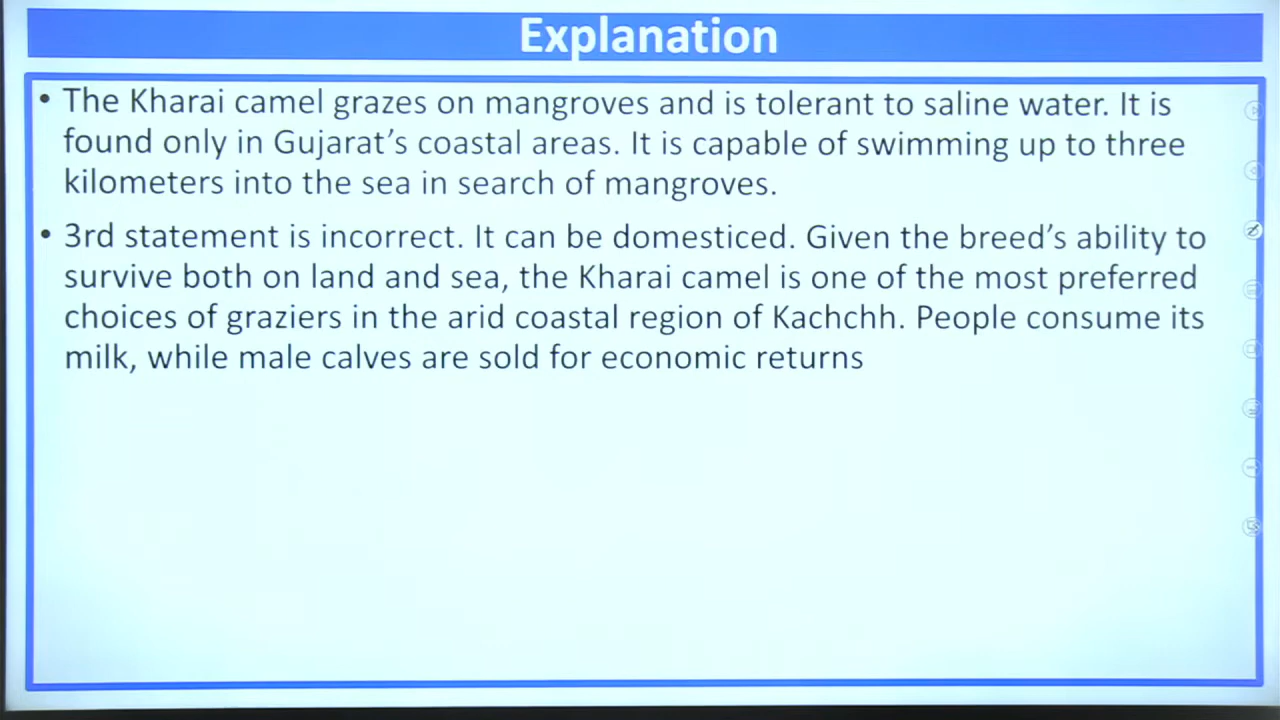 Explanation
• The Kharai camel grazes on mangroves and is tolerant to saline water. It is
found only in Gujarat’s coastal areas. It is capable of swimming up to three
kilometers into the sea in search of mangroves.
• 3rd statement is incorrect. It can be domesticed. Given the breed’s ability to
survive both on land and sea, the Kharai camel is one of the most preferred
choices of graziers in the arid coastal region of Kachchh. People consume its
milk, while male calves are sold for economic returns